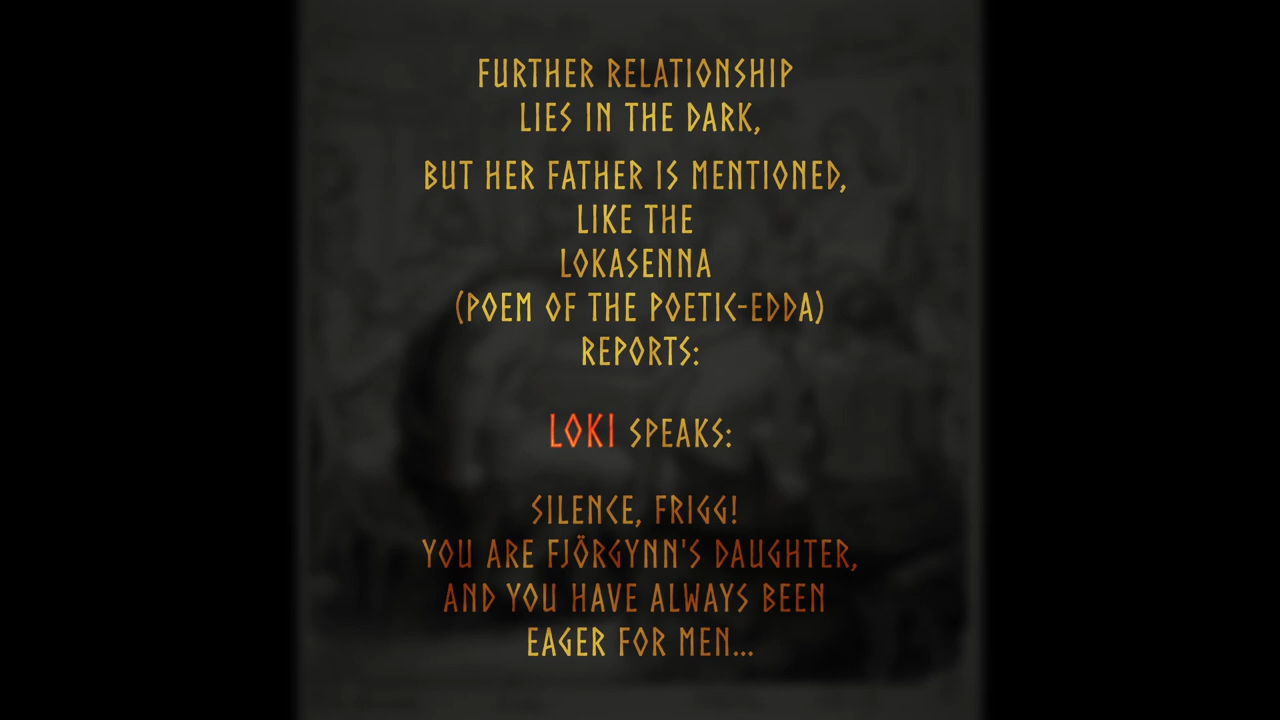 FURTHER RELATIONSHIP
LIES IN THE DARK,
BUT HER FATHER IS MENTIONED,
LIKE THE
LOKASENNA
(POEM OF THE POETIC-EDDA)
REPORTS:
LOKI SPEAKS:
SILENCE, FRIGG!
YOU ARE FJÖRGYNN'S DAUGHTER,
AND YOU HAVE ALWAYS BEEN
EAGER FOR MEN...